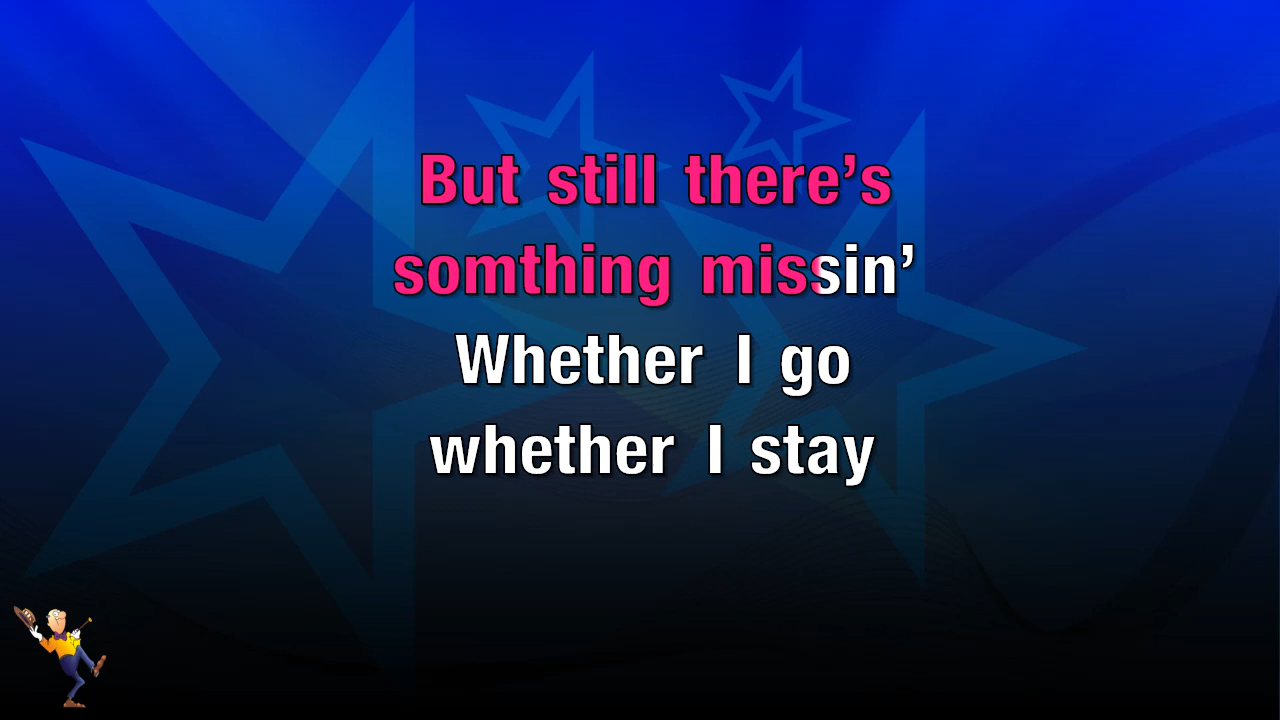 But still there’s
somthing missin’
Whether I go
whether I stay